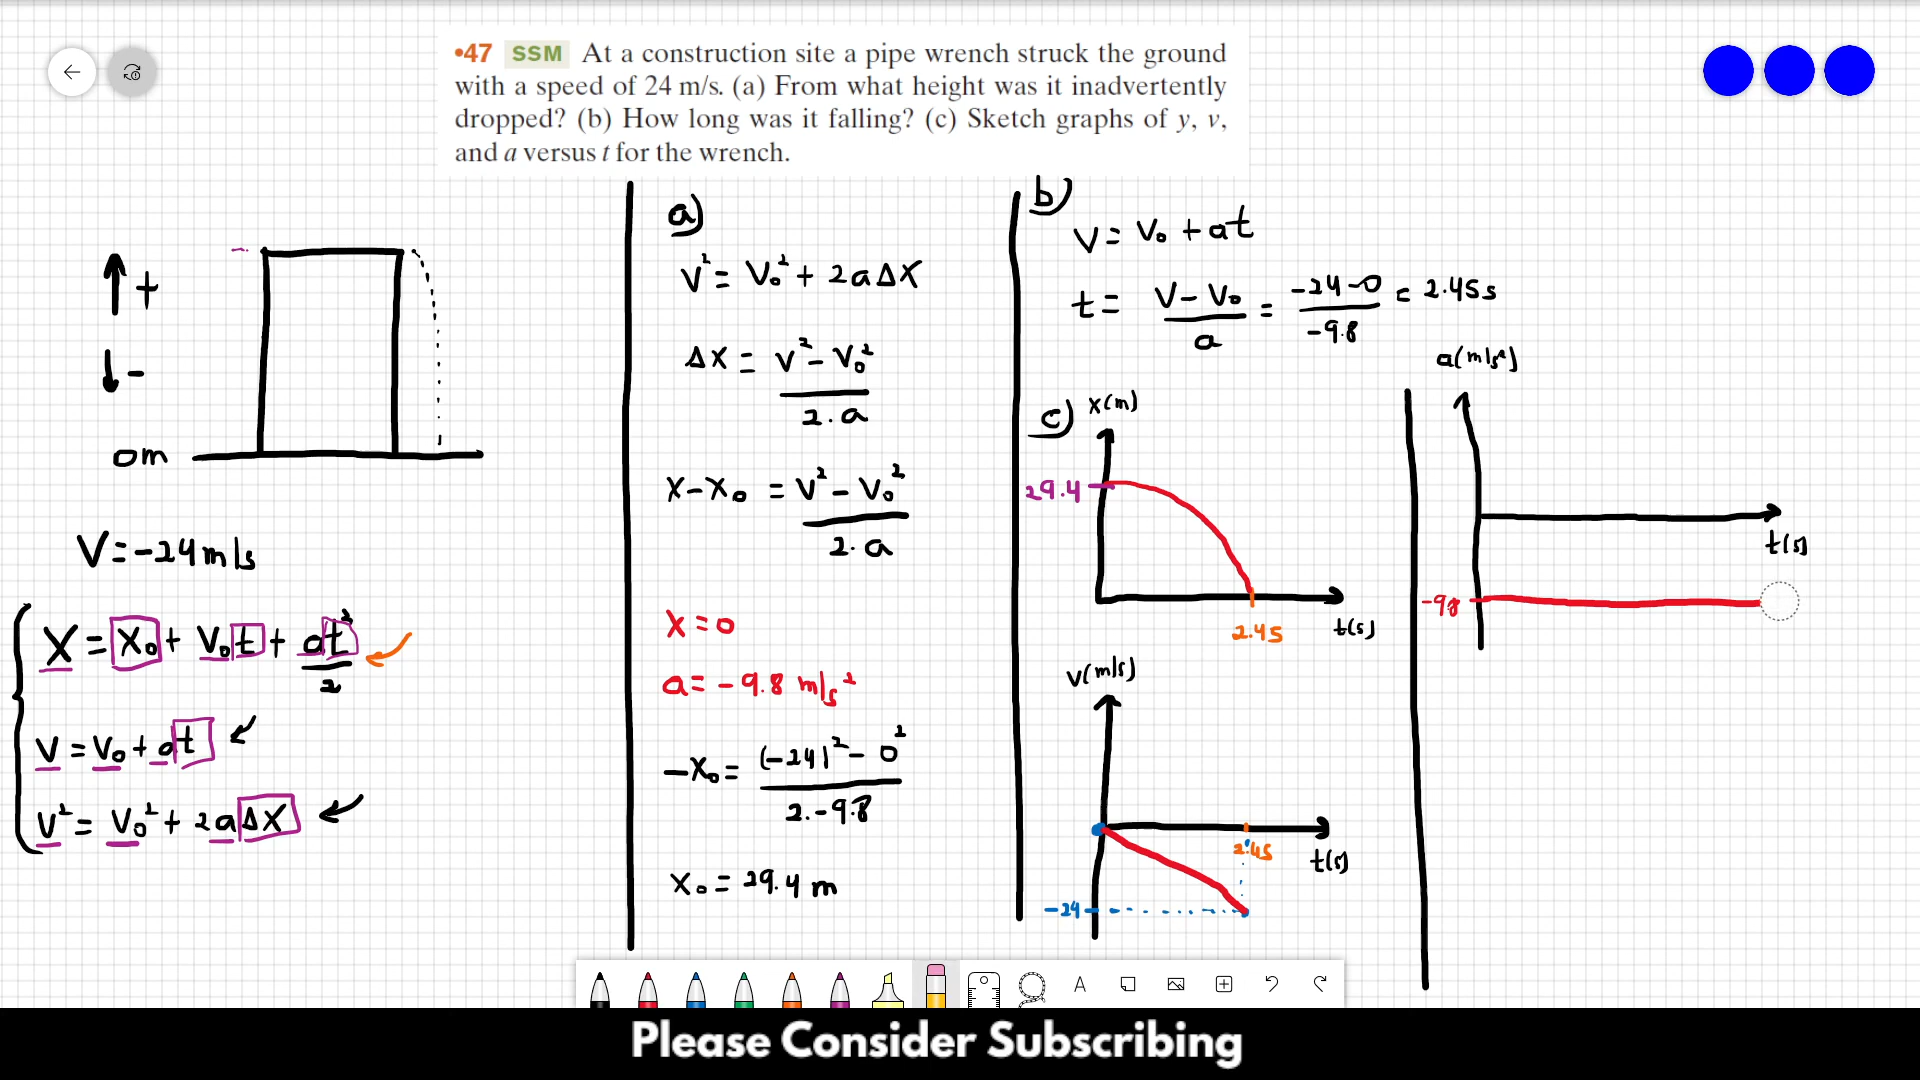 •47 SSM At a construction site a pipe wrench struck the ground
with a speed of 24 m/s. (a) From what height was it inadvertently
dropped? (b) How long was it falling? (c) Sketch graphs of y, v,
and a versus t for the wrench.
+
-
0m
V = -24 m/s
X = X₀ + V₀t + at²/2
V = V₀ + at
V² = V₀² + 2aΔX
a)
V² = V₀² + 2aΔX
ΔX = V² - V₀² / 2·a
X - X₀ = V² - V₀² / 2·a
X = 0
a = -9.8 m/s²
-X₀ = (-24)² - 0² / 2·-9.8
X₀ = 29.4 m
b)
V = V₀ + at
t = V - V₀ / a = -24-0 / -9.8 = 2.45s
c)
X(m)
29.4
2.45
t(s)
V(m/s)
2.45
t(s)
-24
a(m/s²)
t(s)
-98
A
Please Consider Subscribing